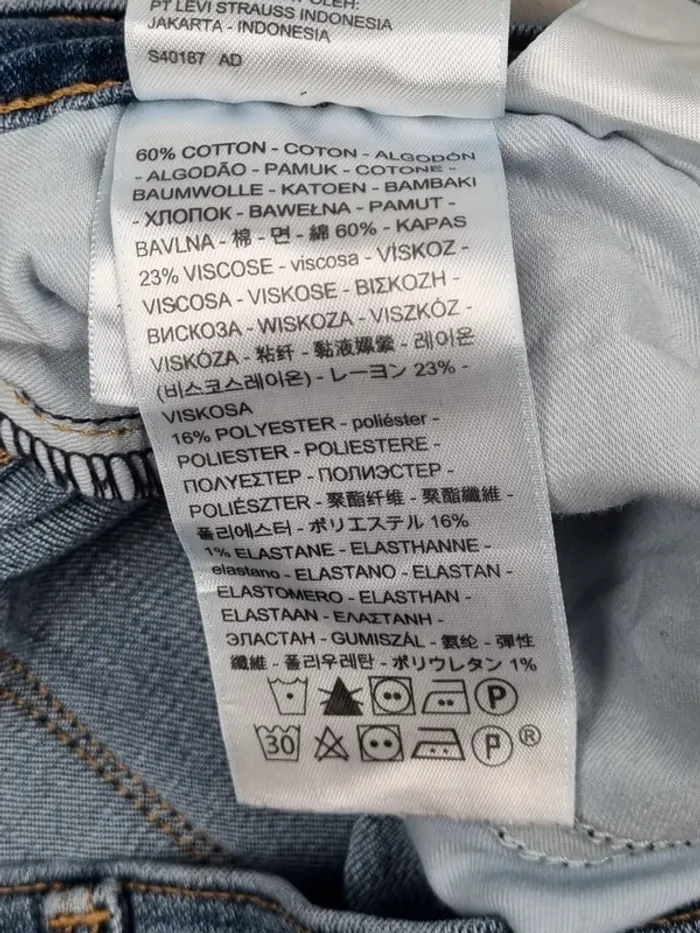 OLEH:
PT LEVI STRAUSS INDONESIA
JAKARTA - INDONESIA
S40187 AD
60% COTTON - COTON - ALGODÓN
- ALGODÃO - PAMUK - COTONE -
BAUMWOLLE - KATOEN - BAMBAKI
- ХЛОПОК - BAWEŁNA - PAMUT -
BAVLNA - 棉 - 면 - 綿 60% - KAPAS
23% VISCOSE - viscosa - VÍSKOZ -
VISCOSA - VISKOSE - ΒΙΣΚΟΖΗ -
ВИСКОЗА - WISKOZA - VISZKÓZ -
VISKÓZA - 粘纤 - 黏液嫘縈 - 레이온
(비스코스레이온) - レーヨン 23% -
VISKOSA
16% POLYESTER - poliéster -
POLIESTER - POLIESTERE -
ΠΟΛΥΕΣΤΕΡ - ПОЛИЭСТЕР -
POLIÉSZTER - 聚酯纤维 - 聚酯纖維 -
폴리에스터 - ポリエステル 16%
1% ELASTANE - ELASTHANNE -
elastano - ELASTANO - ELASTAN -
ELASTOMERO - ELASTHAN -
ELASTAAN - ΕΛΑΣΤΑΝΗ -
ЭЛАСТАН - GUMISZÁL - 氨纶 - 彈性
纖維 - 폴리우레탄 - ポリウレタン 1%
P
30 P ®